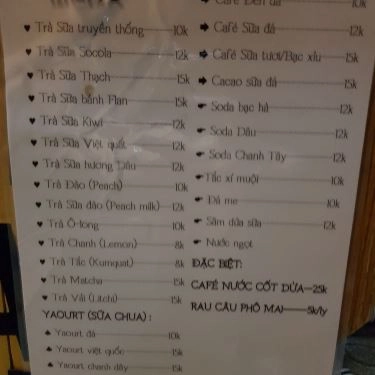 ♥ Trà Sữa truyền thống 10k
♥ Trà Sữa Socola 12k
♥ Trà Sữa Thạch 15k
♥ Trà Sữa bánh Flan 15k
♥ Trà Sữa Kiwi 12k
♥ Trà Sữa Việt quất 12k
♥ Trà Sữa hương Dâu 12k
♥ Trà Đào (Peach) 10k
♥ Trà Sữa đào (Peach milk) 12k
♥ Trà Ô-long 10k
♥ Trà Chanh (Lemon) 8k
♥ Trà Tắc (Kumquat) 8k
♥ Trà Matcha 15k
♥ Trà Vải (Litchi) 15k
YAOURT (SỮA CHUA) :
♠ Yaourt đá 10k
♠ Yaourt việt quốc 15k
♠ Yaourt chanh dây 15k
Café Đen đá 10k
Café Sữa đá 12k
Café Sữa tươi/Bạc xỉu 15k
Cacao sữa đá 15k
Soda bạc hà 12k
Soda Dâu 12k
Soda Chanh Tây 12k
Tắc xí muội 10k
Đá me 10k
Sâm dứa sữa 12k
Nước ngọt
ĐẶC BIỆT:
CAFÉ NƯỚC CỐT DỪA 25k
RAU CÂU PHÔ MAI 5k/ly